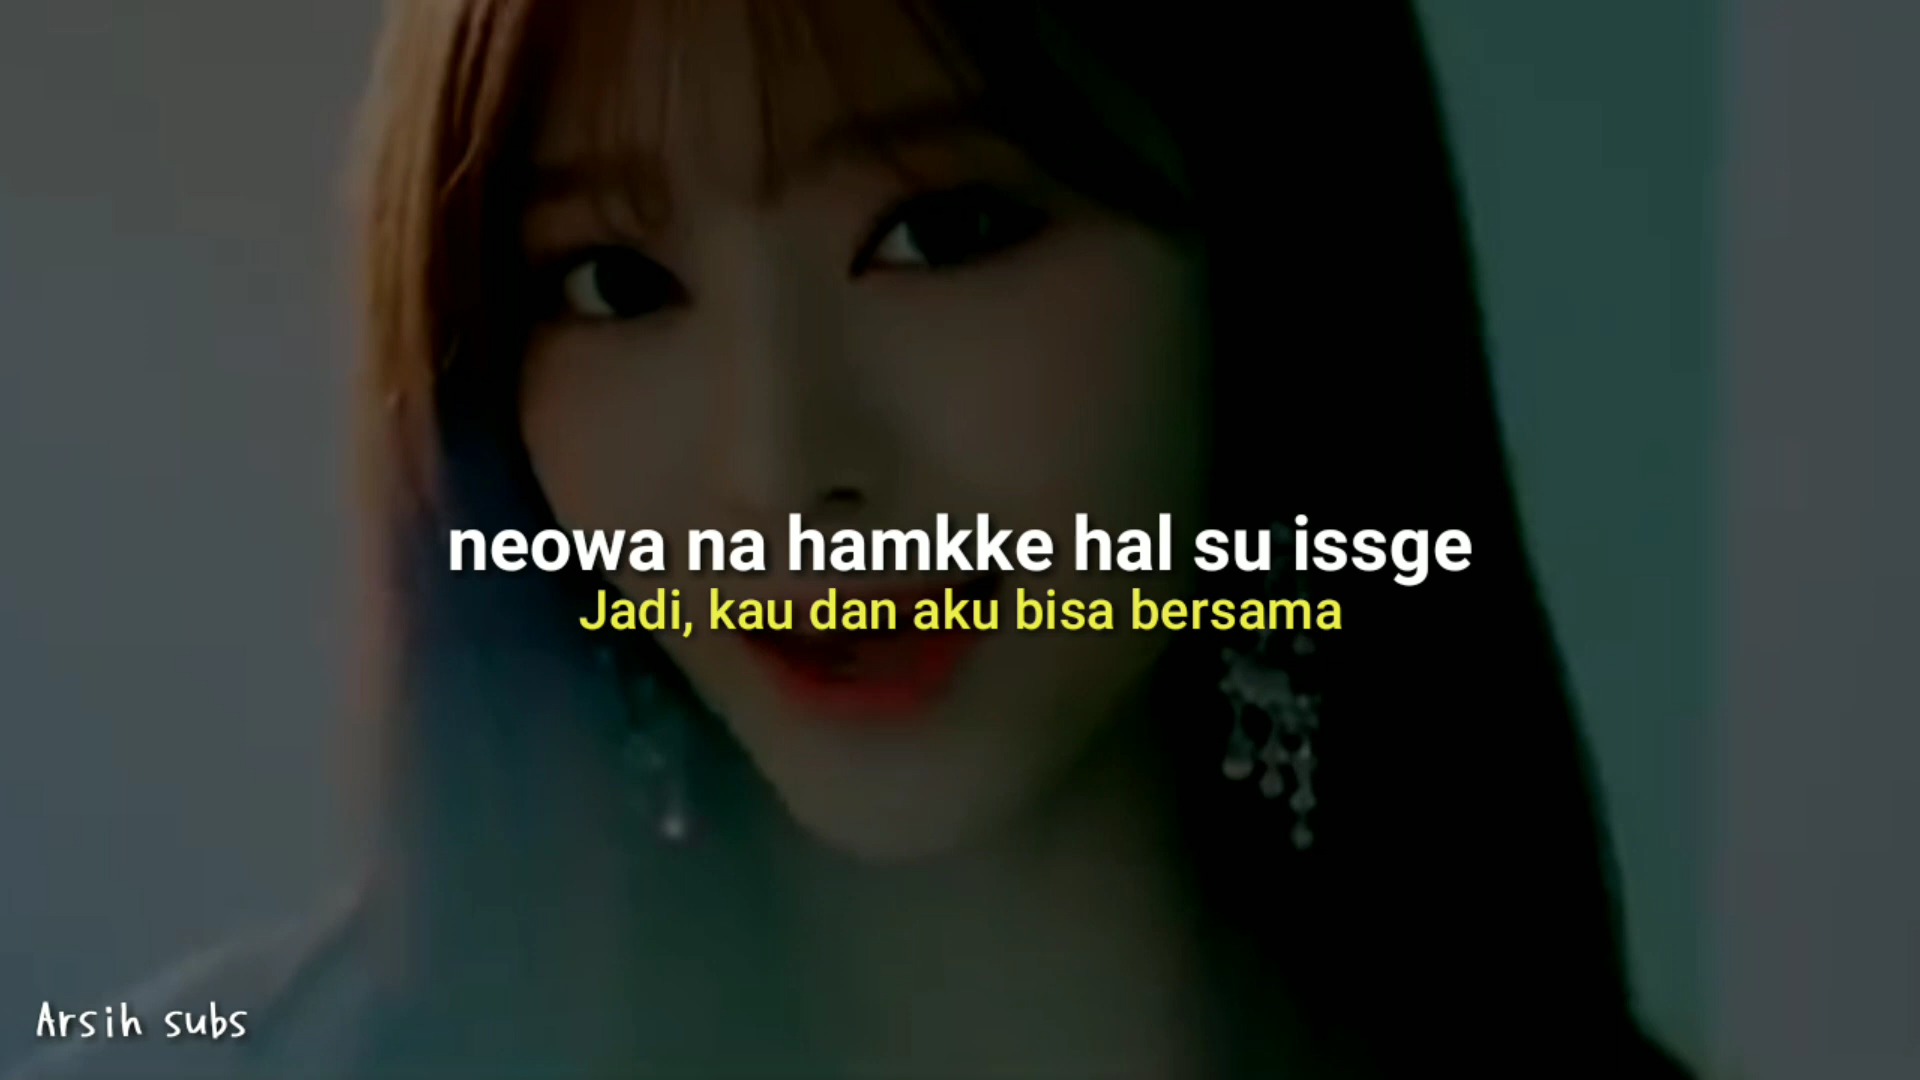 neowa na hamkke hal su issge
Jadi, kau dan aku bisa bersama
Arsih subs